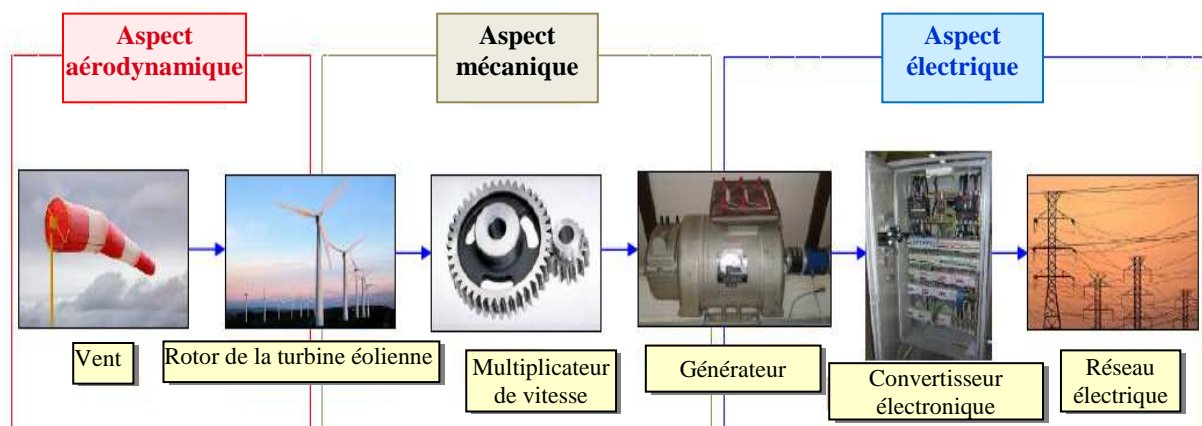 Aspect
aérodynamique
Aspect
mécanique
Aspect
électrique
Vent
Rotor de la turbine éolienne
Multiplicateur
de vitesse
Générateur
Convertisseur
électronique
Réseau
électrique